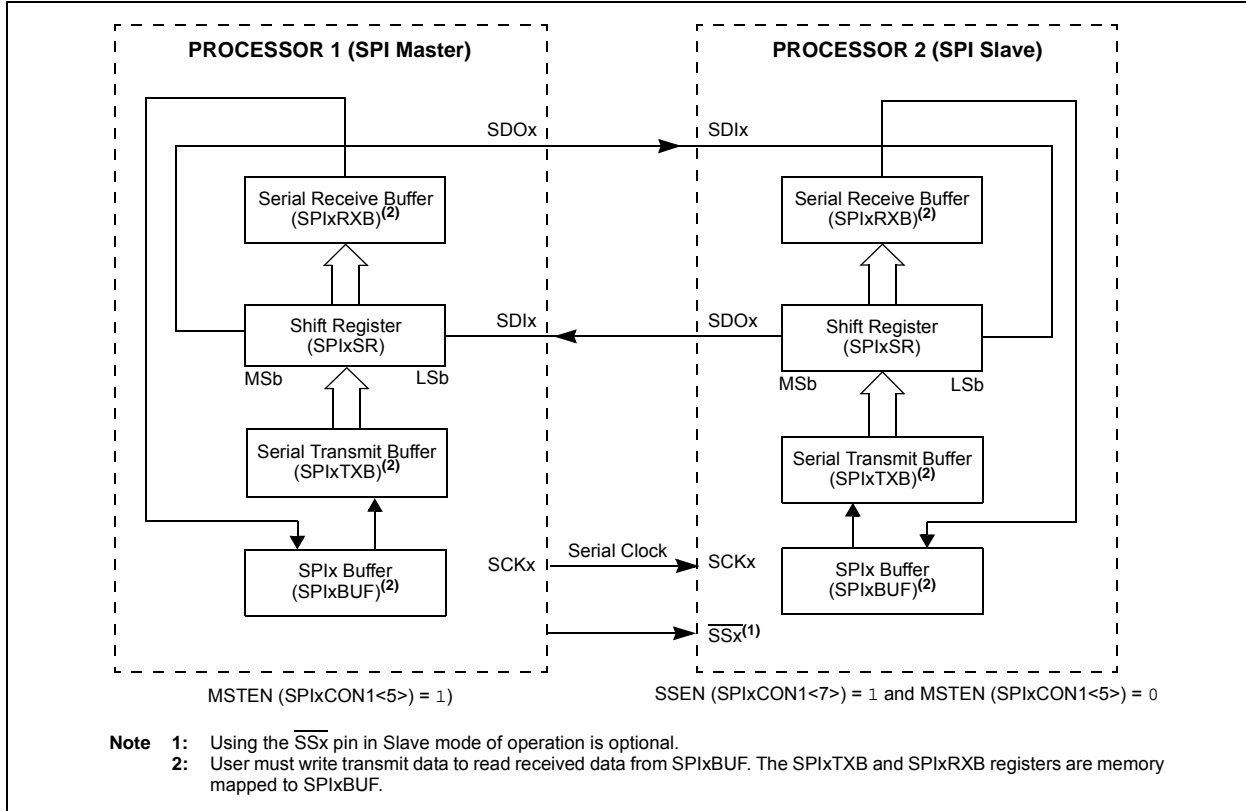 PROCESSOR 1 (SPI Master)
PROCESSOR 2 (SPI Slave)
SDOx
SDIx
Serial Receive Buffer
(SPIxRXB)(2)
Serial Receive Buffer
(SPIxRXB)(2)
Shift Register
(SPIxSR)
SDIx
SDOx
Shift Register
(SPIxSR)
MSb
LSb
MSb
LSb
Serial Transmit Buffer
(SPIxTXB)(2)
Serial Transmit Buffer
(SPIxTXB)(2)
SPIx Buffer
(SPIxBUF)(2)
SCKx
Serial Clock
SCKx
SPIx Buffer
(SPIxBUF)(2)
SSx(1)
MSTEN (SPIxCON1<5>) = 1)
SSEN (SPIxCON1<7>) = 1 and MSTEN (SPIxCON1<5>) = 0
Note 1: Using the SSx pin in Slave mode of operation is optional.
2: User must write transmit data to read received data from SPIxBUF. The SPIxTXB and SPIxRXB registers are memory
mapped to SPIxBUF.